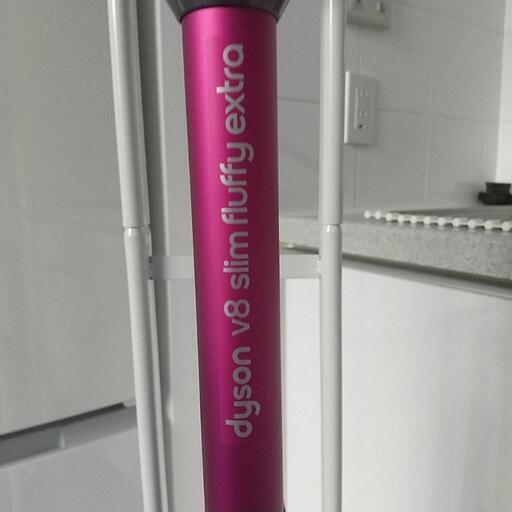 dyson v8 slim fluffy extra